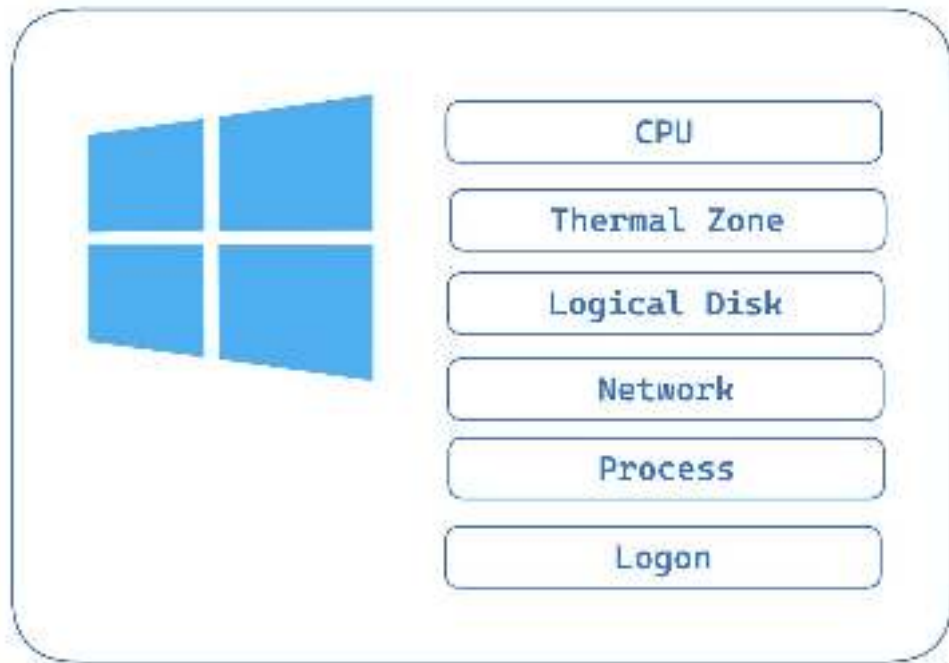 CPU
Thermal Zone
Logical Disk
Network
Process
Logon